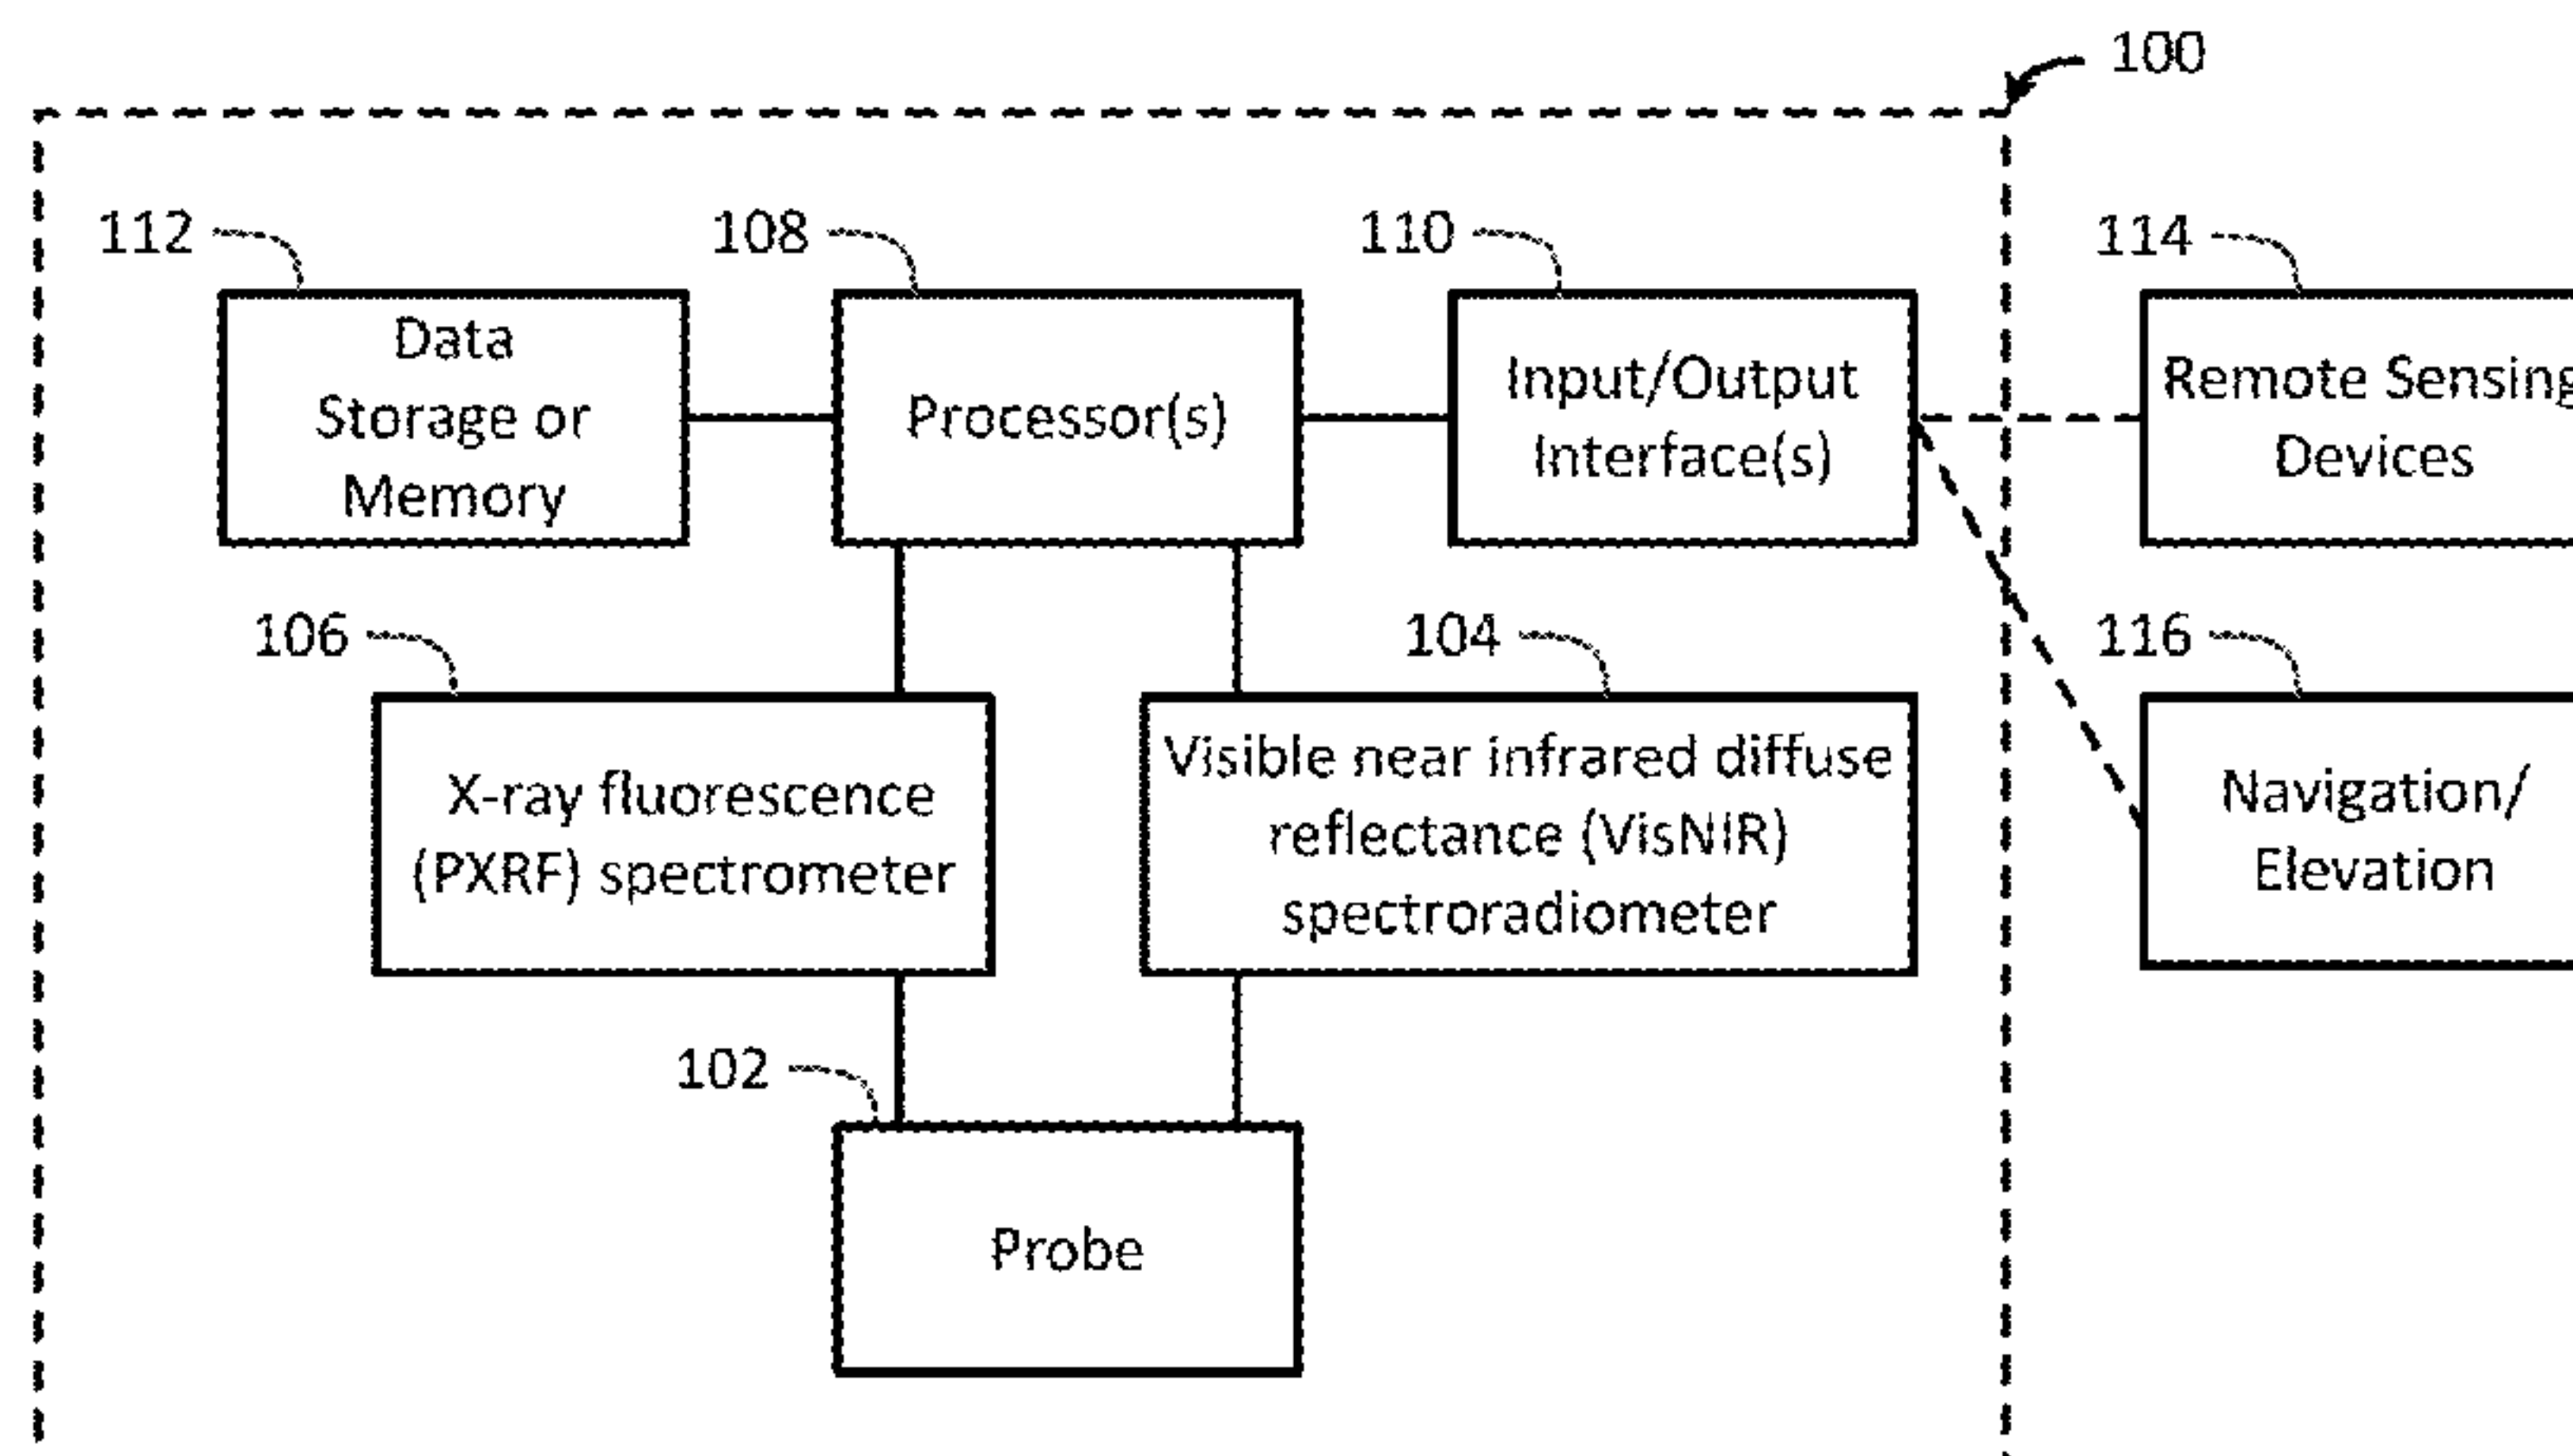 100
112
108
110
114
Data
Storage or
Memory
Processor(s)
Input/Output
Interface(s)
Remote Sensing
Devices
106
104
116
X-ray fluorescence
(PXRF) spectrometer
Visible near infrared diffuse
reflectance (VisNIR)
spectroradiometer
Navigation/
Elevation
102
Probe